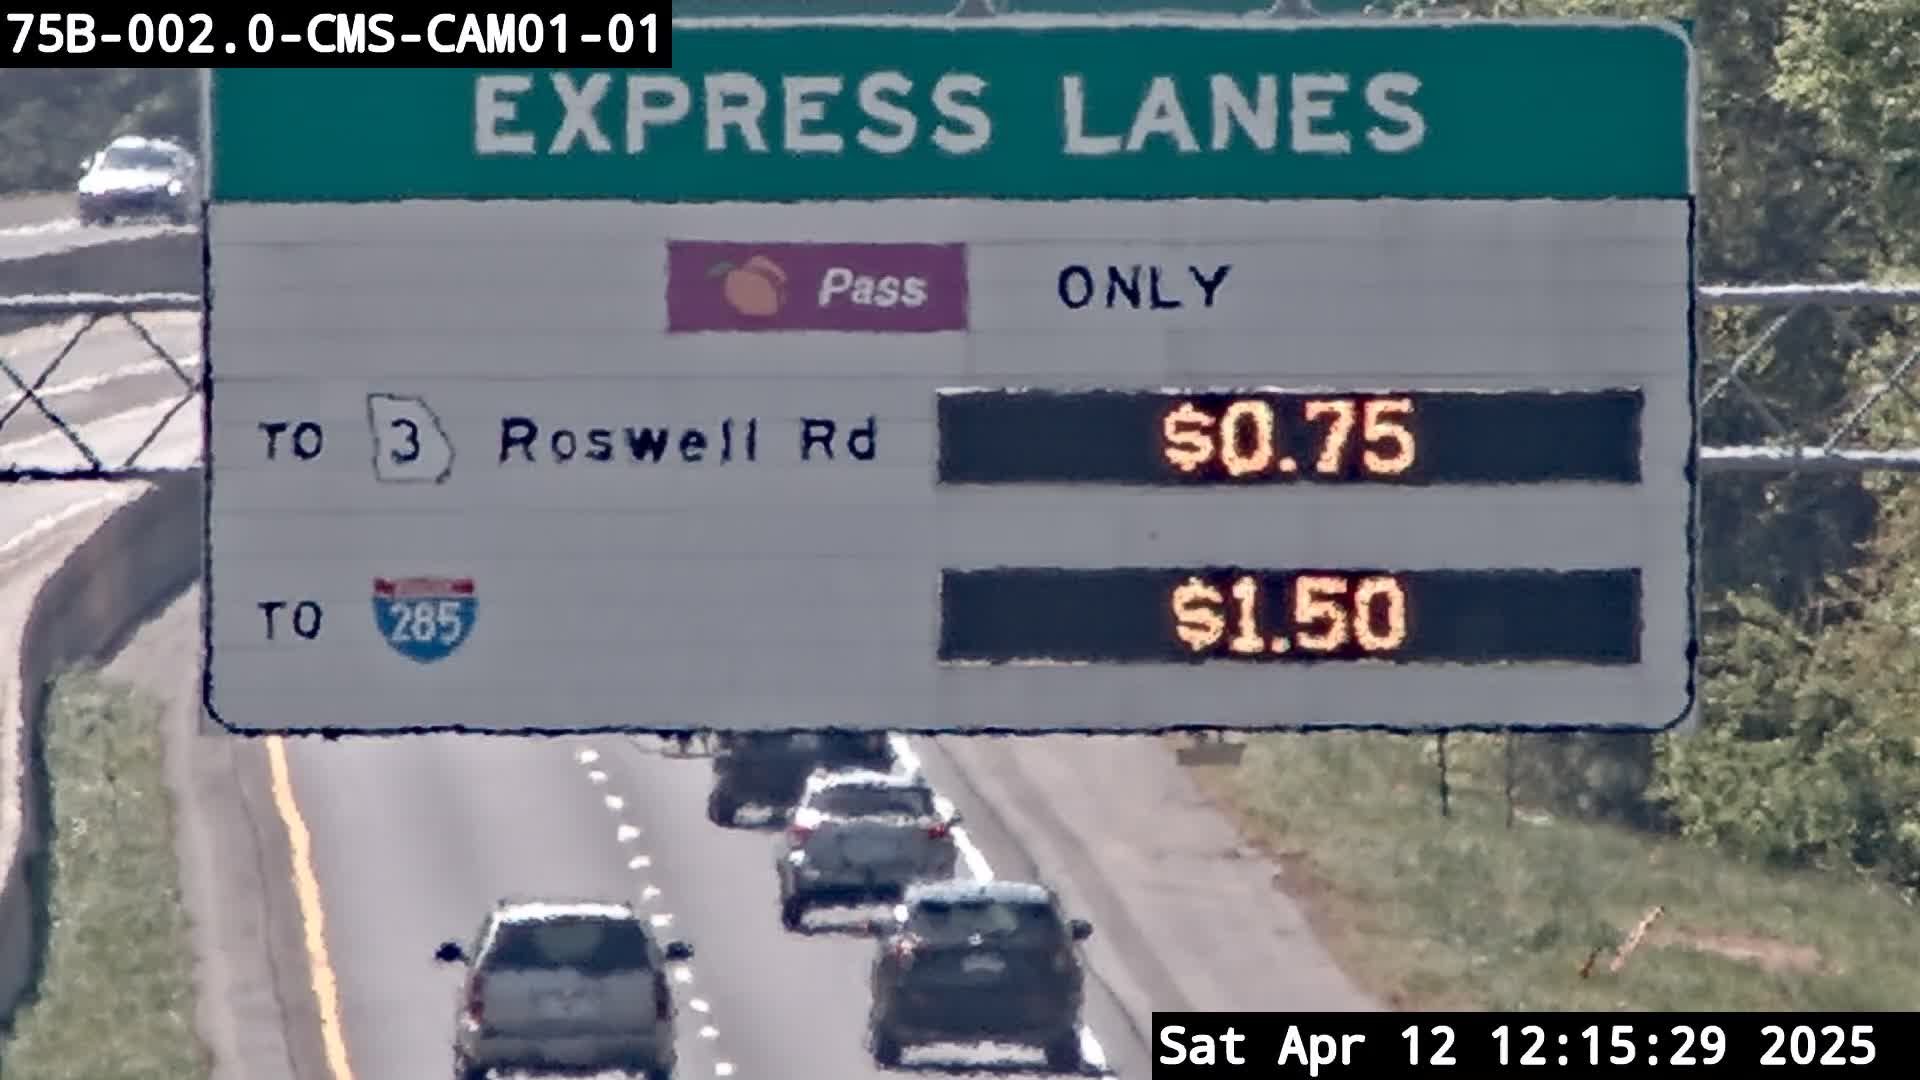 75B-002.0-CMS-CAM01-01
EXPRESS LANES
Pass ONLY
TO 3 Roswell Rd $0.75
TO 285 $1.50
Sat Apr 12 12:15:29 2025